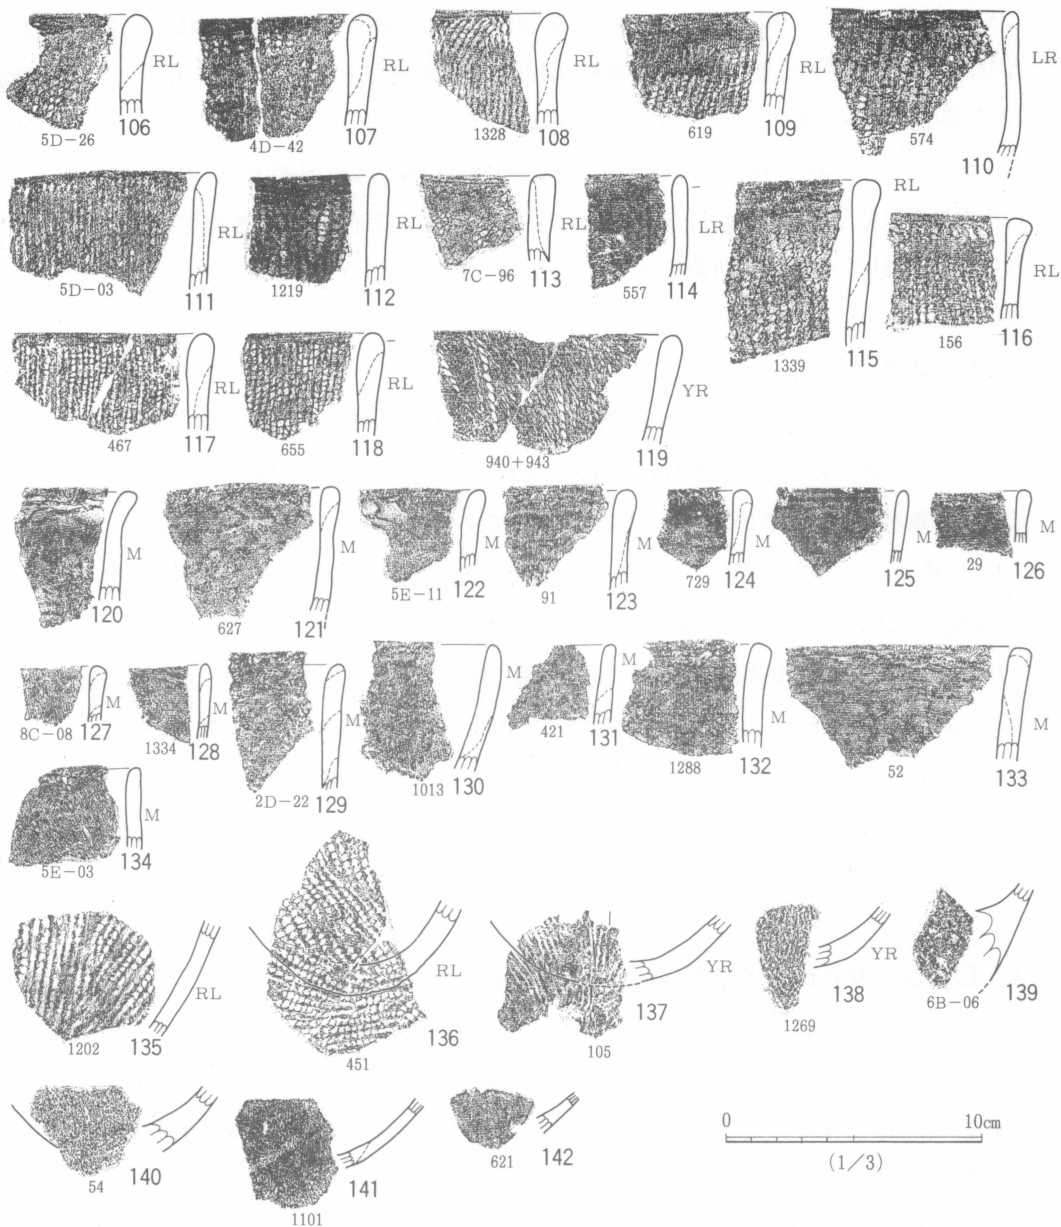 RL RL RL RL LR
5D-26 106 4D-42 107 1328 108 619 109 574 110
RL RL RL LR RL RL
5D-03 111 1219 112 7C-96 113 557 114 1339 115 156 116
RL RL YR
467 117 655 118 940+943 119
M M M M M M M
120 627 121 5E-11 122 91 123 729 124 125 29 126
M M M M M M M
8C-08 127 1334 128 2D-22 129 1013 130 421 131 1288 132 52 133
M
5E-03 134
RL RL YR
1202 135 451 136 105 137 1269 138 6B-06 139
54 140 1101 141 621 142
0 10cm
(1/3)